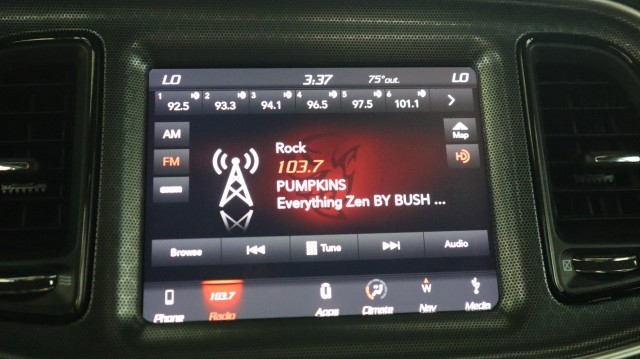 LO 3:37 75°out. LO
1 2 3 4 5 6
92.5 93.3 94.1 96.5 97.5 101.1
AM
Map
Rock
FM
103.7
PUMPKINS
Everything Zen BY BUSH ...
Browse Tune Audio
103.7 W
Phone Radio Apps Climate Nav Media